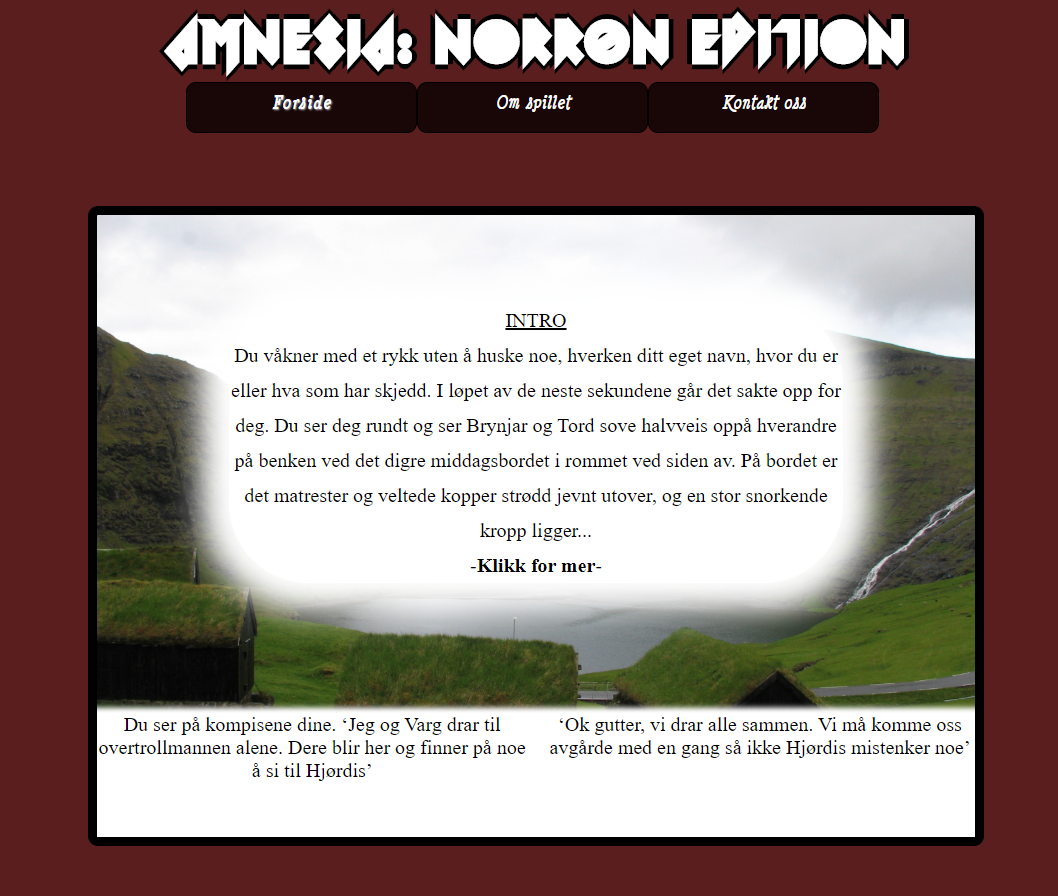 AMNESIA: NORRØN EDITION
Forside
Om spillet
Kontakt oss
INTRO
Du våkner med et rykk uten å huske noe, hverken ditt eget navn, hvor du er
eller hva som har skjedd. I løpet av de neste sekundene går det sakte opp for
deg. Du ser deg rundt og ser Brynjar og Tord sove halvveis oppå hverandre
på benken ved det digre middagsbordet i rommet ved siden av. På bordet er
det matrester og veltede kopper strødd jevnt utover, og en stor snorkende
kropp ligger...
-Klikk for mer-
Du ser på kompisene dine. ‘Jeg og Varg drar til
overtrollmannen alene. Dere blir her og finner på noe
å si til Hjørdis’
‘Ok gutter, vi drar alle sammen. Vi må komme oss
avgårde med en gang så ikke Hjørdis mistenker noe’